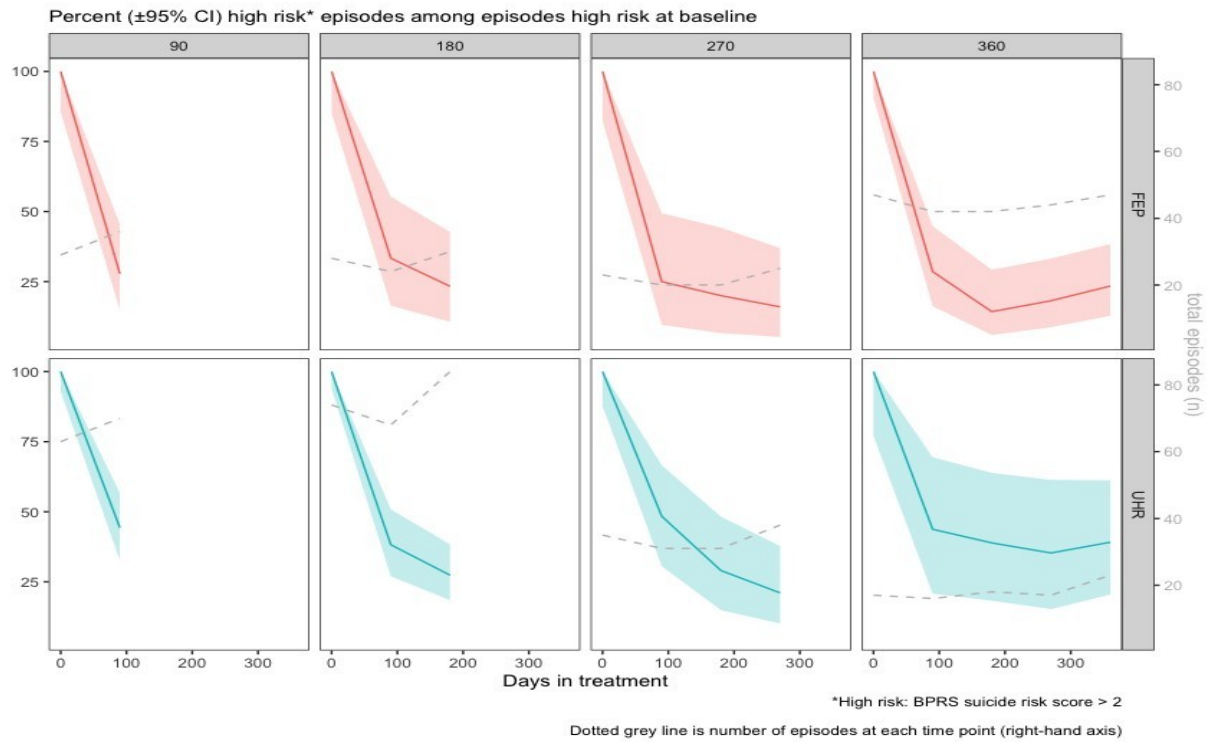 Percent (±95% CI) high risk* episodes among episodes high risk at baseline
90 180 270 360
100
75
50
25
80
60
40
20
FEP
100
75
50
25
80
60
40
20
UHR
total episodes (n)
0 100 200 300 0 100 200 300 0 100 200 300 0 100 200 300
Days in treatment
*High risk: BPRS suicide risk score > 2
Dotted grey line is number of episodes at each time point (right-hand axis)